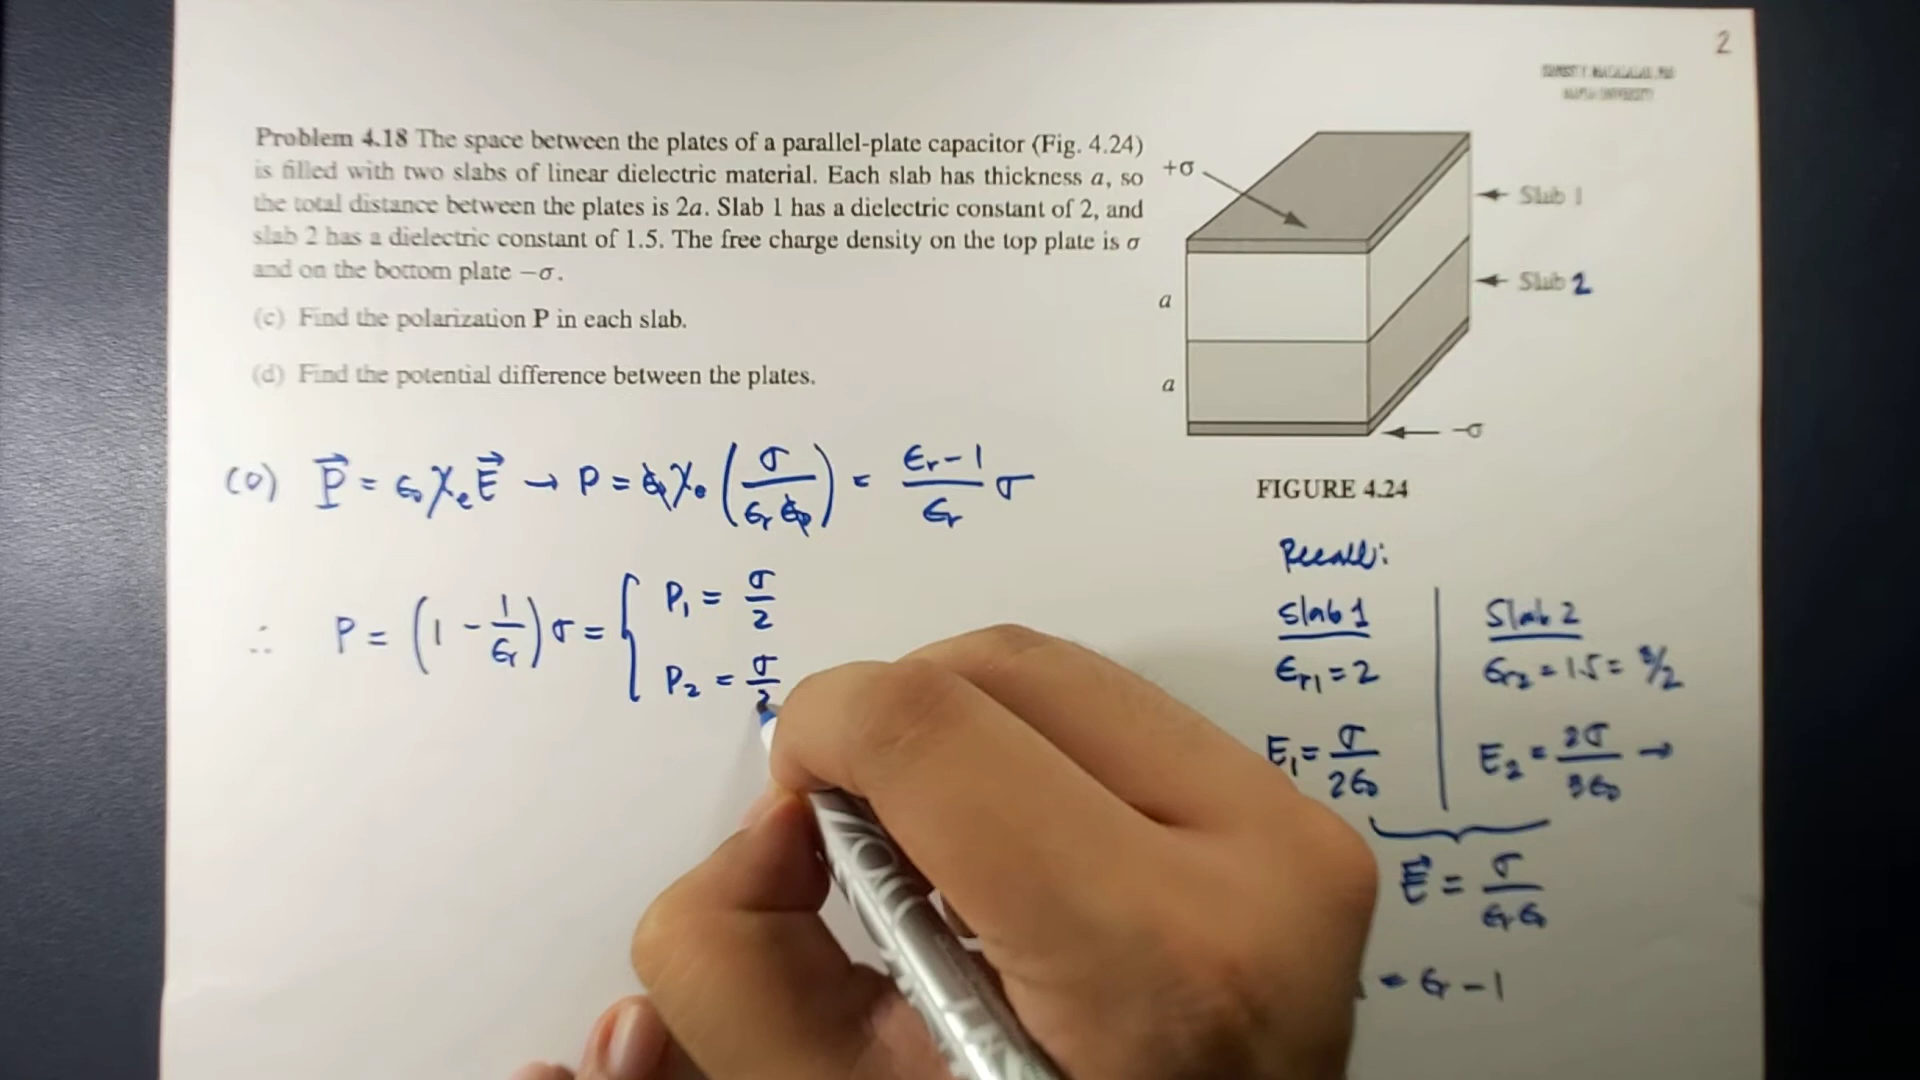 2
Problem 4.18 The space between the plates of a parallel-plate capacitor (Fig. 4.24)
is filled with two slabs of linear dielectric material. Each slab has thickness a, so
the total distance between the plates is 2a. Slab 1 has a dielectric constant of 2, and
slab 2 has a dielectric constant of 1.5. The free charge density on the top plate is σ
and on the bottom plate −σ.
(c) Find the polarization P in each slab.
(d) Find the potential difference between the plates.
+σ
Slab 1
Slab 2
a
a
−σ
FIGURE 4.24
(c) P⃗ = ε₀χₑE⃗ → P = ε₀χₑ(σ/εᵣε₀) = (εᵣ−1)/εᵣ σ
∴ P = (1 − 1/εᵣ)σ = { P₁ = σ/2
P₂ = σ/3
Recall:
Slab 1
εᵣ₁ = 2
E₁ = σ/2ε₀
Slab 2
εᵣ₂ = 1.5 = 3/2
E₂ = 2σ/3ε₀ →
E⃗ = σ/εᵣε₀
= εᵣ − 1